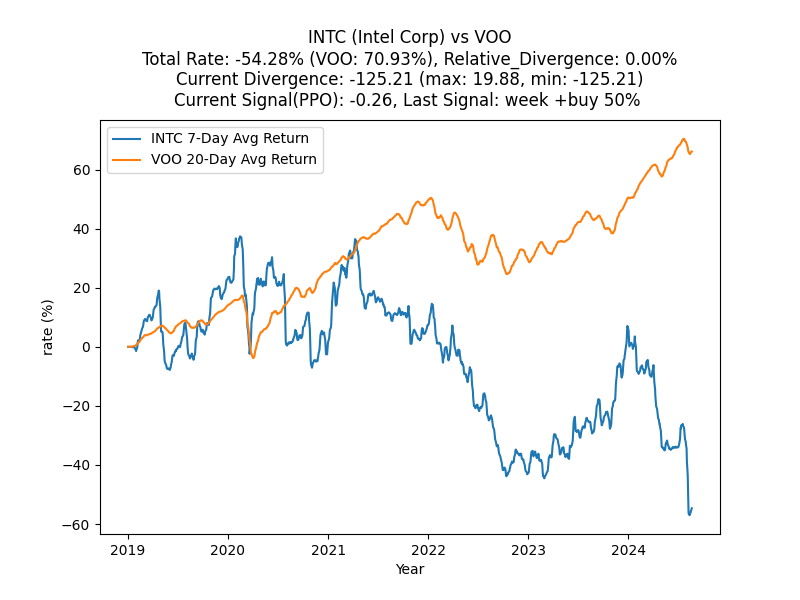 INTC (Intel Corp) vs VOO
Total Rate: -54.28% (VOO: 70.93%), Relative_Divergence: 0.00%
Current Divergence: -125.21 (max: 19.88, min: -125.21)
Current Signal(PPO): -0.26, Last Signal: week +buy 50%
INTC 7-Day Avg Return
VOO 20-Day Avg Return
60
40
20
0
−20
−40
−60
rate (%)
2019
2020
2021
2022
2023
2024
Year